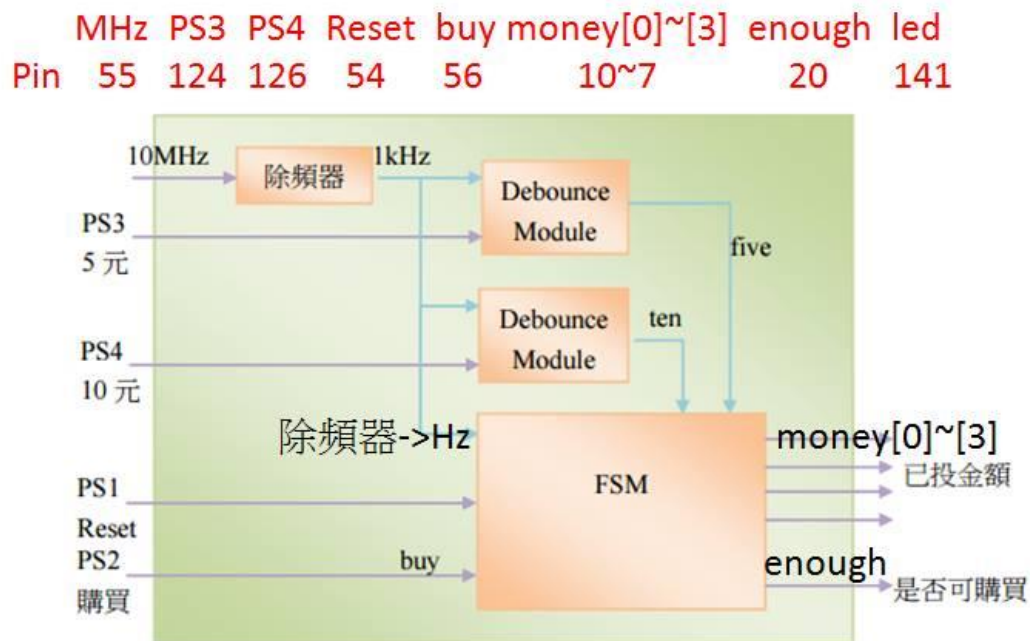 MHz PS3 PS4 Reset buy money[0]~[3] enough led
Pin 55 124 126 54 56 10~7 20 141
10MHz
除頻器
1kHz
Debounce
Module
PS3
5 元
five
Debounce
Module
ten
PS4
10 元
除頻器->Hz
money[0]~[3]
FSM
已投金額
PS1
Reset
PS2
buy
enough
購買
是否可購買